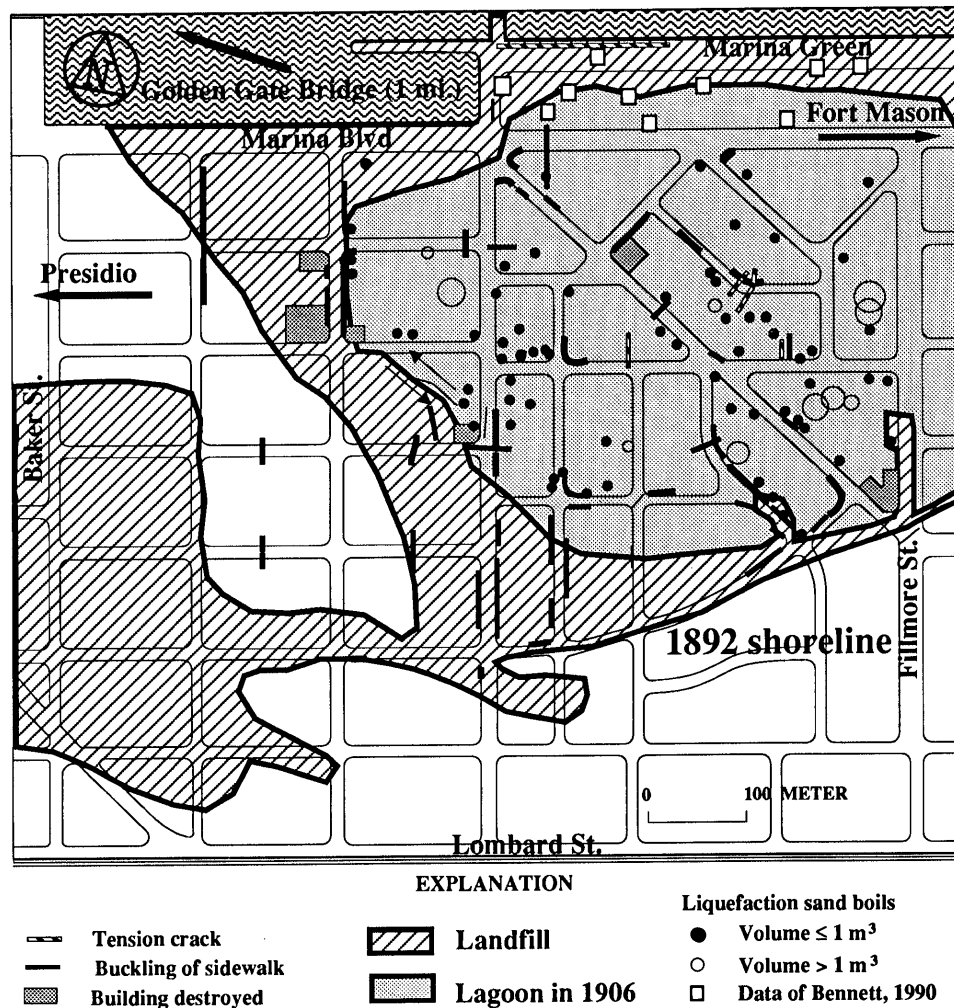 Marina Green
N
Golden Gate Bridge (1 mi.)
Fort Mason
Marina Blvd
Presidio
Baker St.
Fillmore St.
1892 shoreline
0 100 METER
Lombard St.
EXPLANATION
Tension crack
Buckling of sidewalk
Building destroyed
Landfill
Lagoon in 1906
Liquefaction sand boils
Volume ≤ 1 m³
Volume > 1 m³
Data of Bennett, 1990